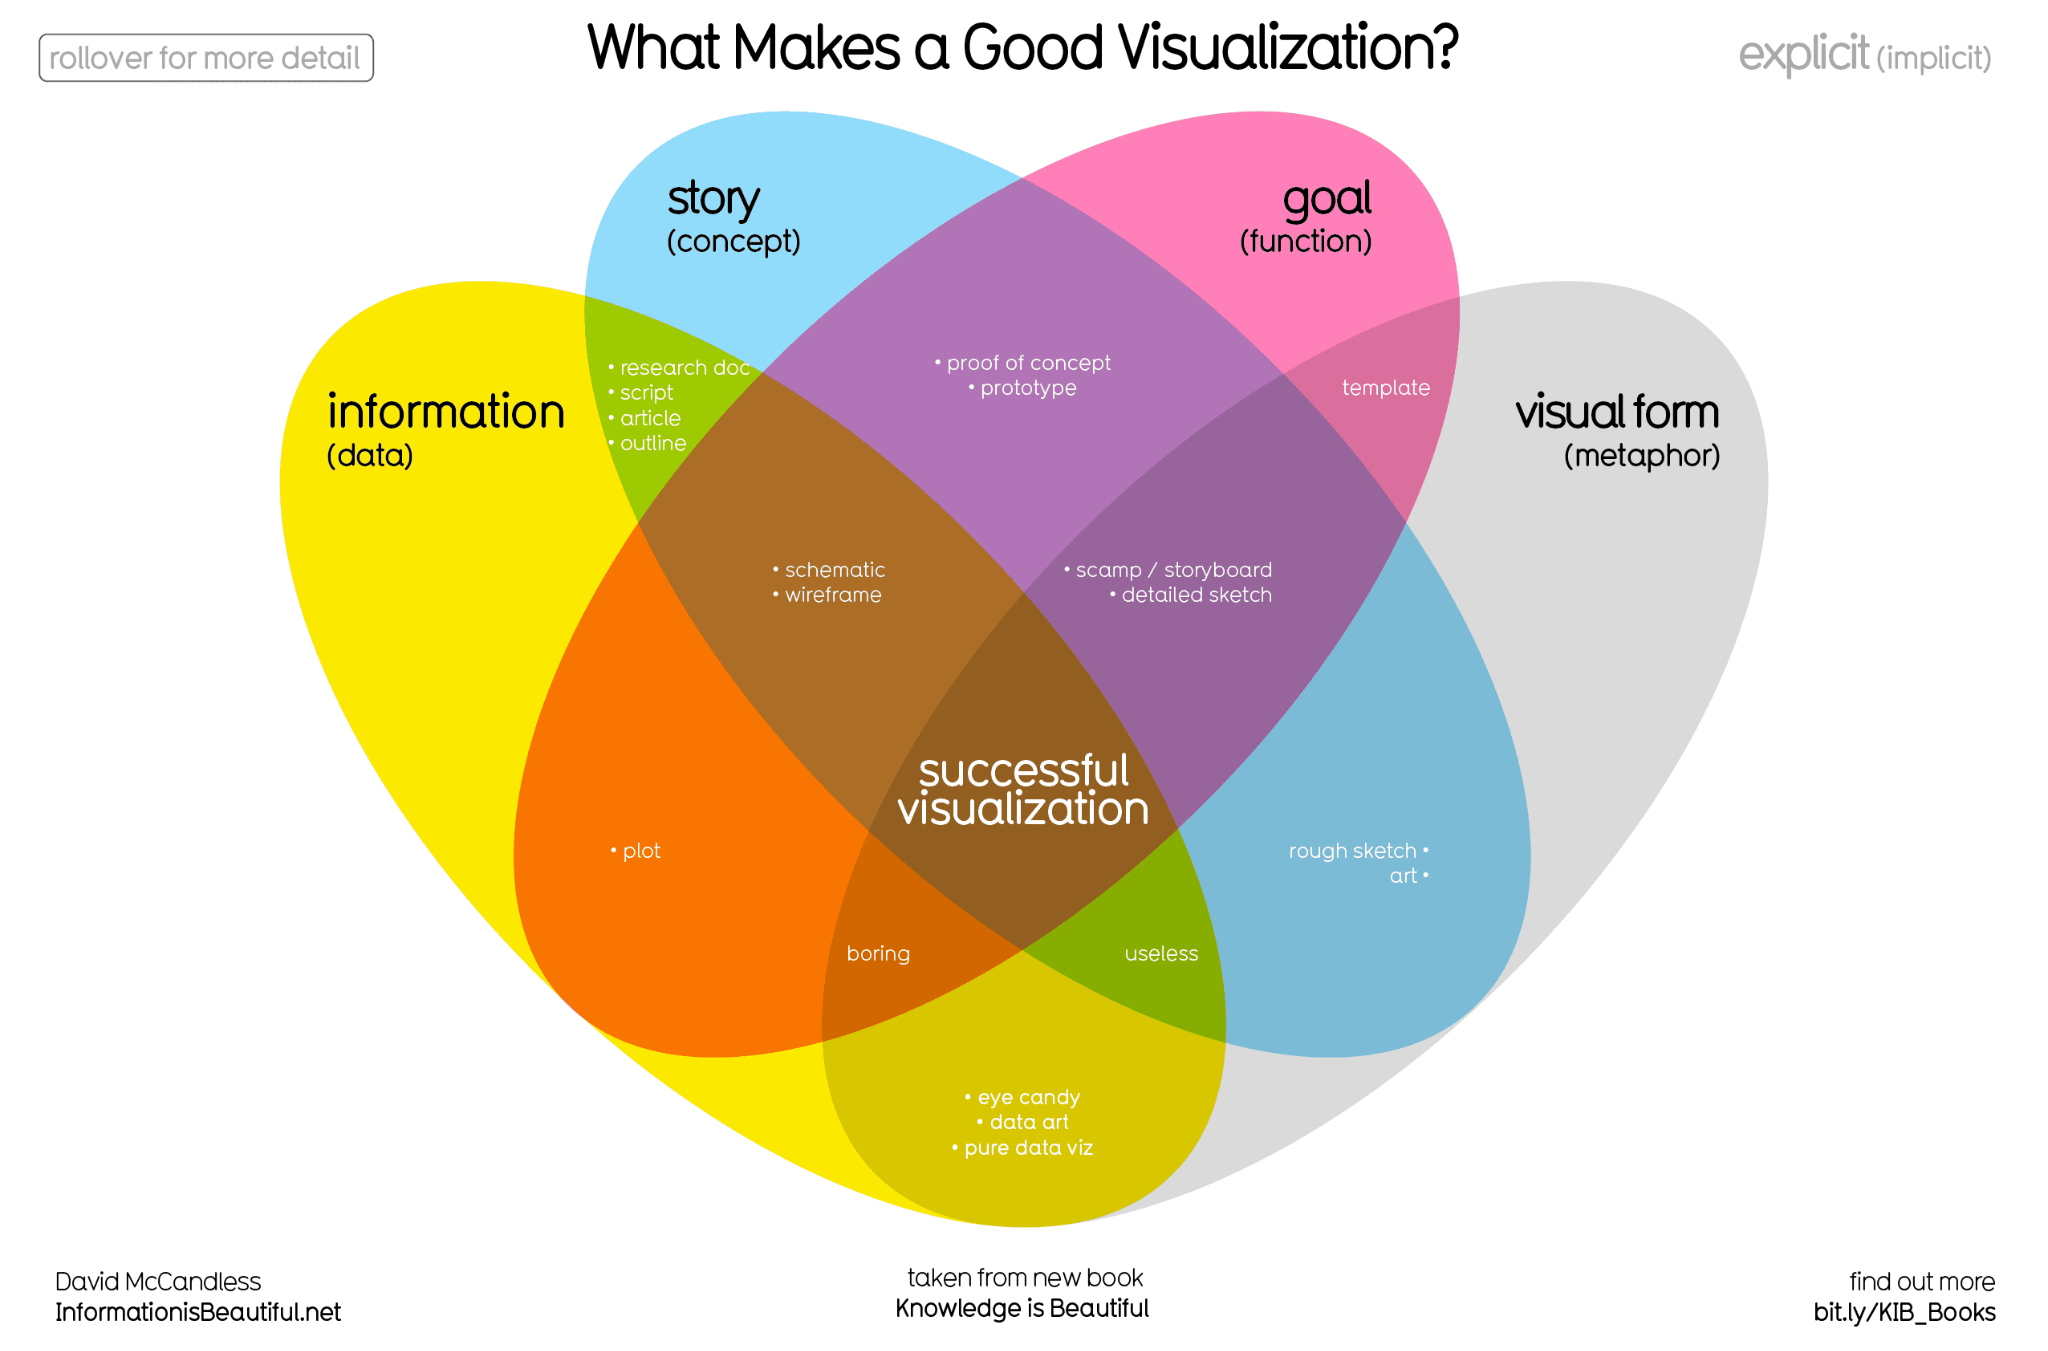 rollover for more detail
What Makes a Good Visualization?
explicit (implicit)
story
(concept)
goal
(function)
information
(data)
visual form
(metaphor)
• research doc
• script
• article
• outline
• proof of concept
• prototype
template
• schematic
• wireframe
• scamp / storyboard
• detailed sketch
successful
visualization
• plot
rough sketch •
art •
boring
useless
• eye candy
• data art
• pure data viz
David McCandless
InformationisBeautiful.net
taken from new book
Knowledge is Beautiful
find out more
bit.ly/KIB_Books